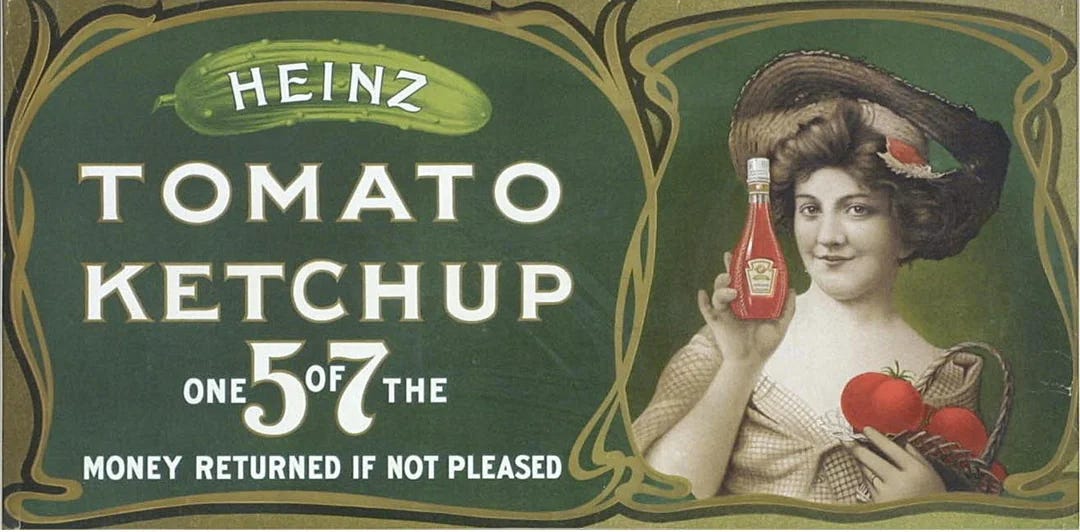 HEINZ
TOMATO
KETCHUP
ONE 5 OF 7 THE
MONEY RETURNED IF NOT PLEASED